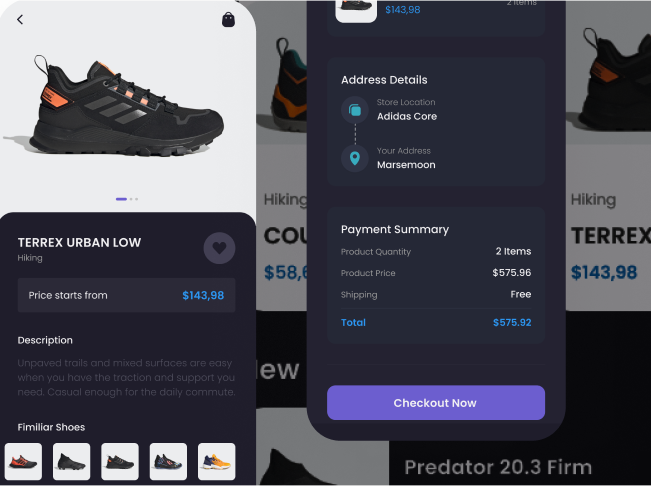 TERREX URBAN LOW
Hiking
Price starts from
$143,98
Description
Unpaved trails and mixed surfaces are easy
when you have the traction and support you
need. Casual enough for the daily commute.
Fimiliar Shoes
$143,98
2 Items
Address Details
Store Location
Adidas Core
Your Address
Marsemoon
Payment Summary
Product Quantity
2 Items
Product Price
$575.96
Shipping
Free
Total
$575.92
Checkout Now
Hiking
COU
$58,6
Hiking
TERREX
$143,98
New
Predator 20.3 Firm